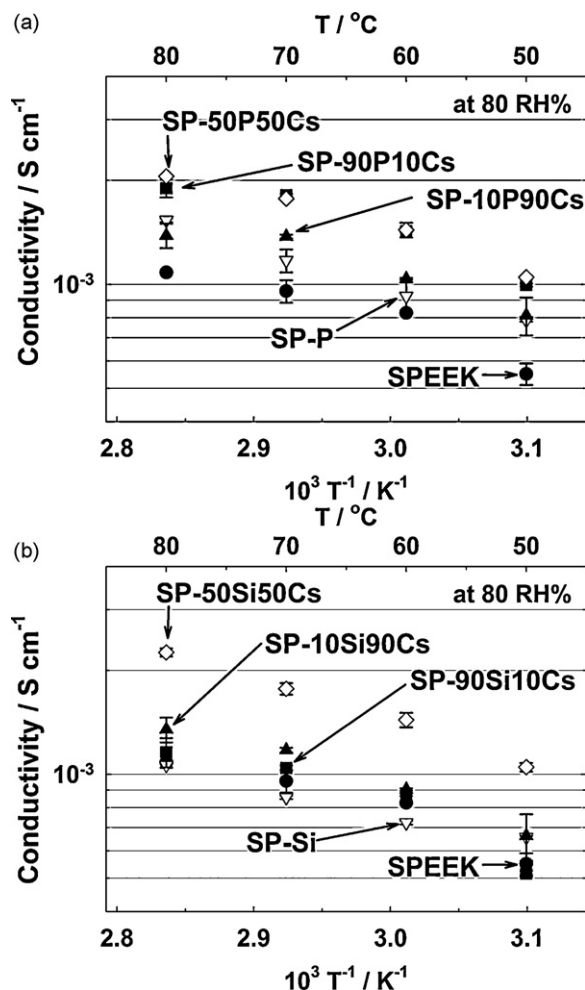 (a)
T / °C
80 70 60 50
at 80 RH%
SP-50P50Cs
SP-90P10Cs
SP-10P90Cs
10⁻³
SP-P
SPEEK
Conductivity / S cm⁻¹
2.8 2.9 3.0 3.1
10³ T⁻¹ / K⁻¹
(b)
T / °C
80 70 60 50
at 80 RH%
SP-50Si50Cs
SP-10Si90Cs
SP-90Si10Cs
10⁻³
SP-Si
SPEEK
Conductivity / S cm⁻¹
2.8 2.9 3.0 3.1
10³ T⁻¹ / K⁻¹